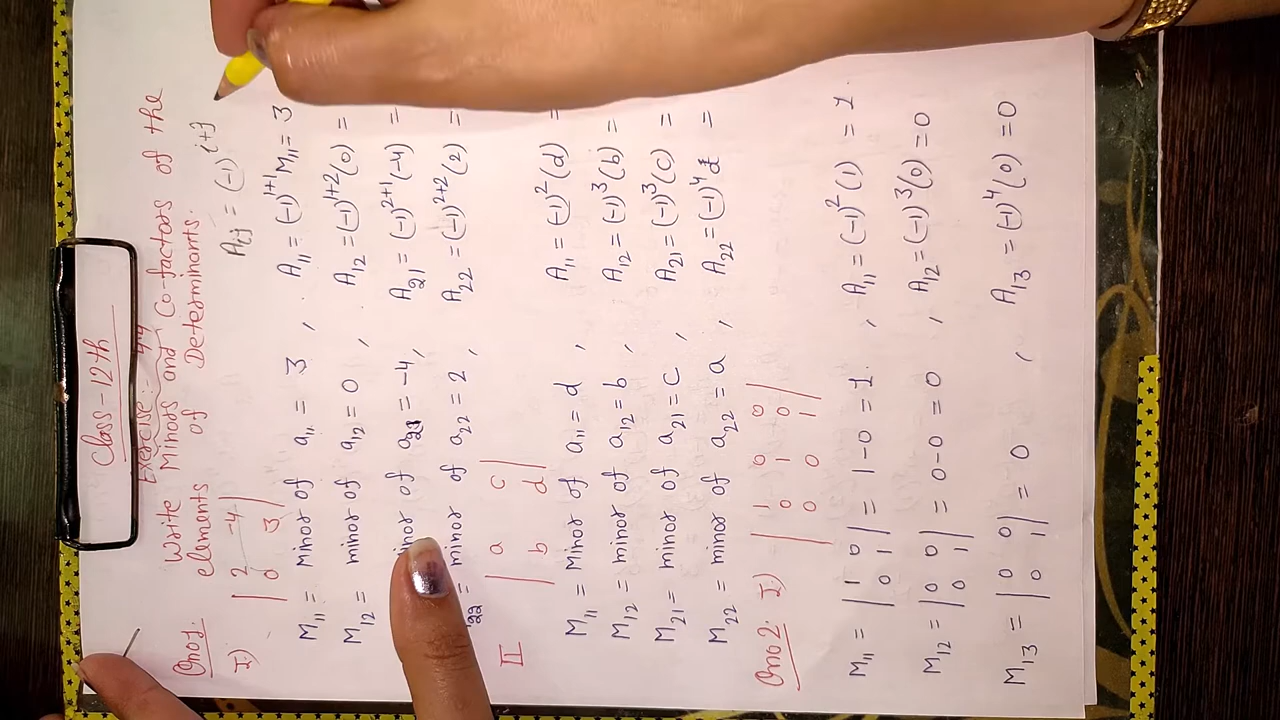 Class-12th
Exercise:- 4.4
Qno1. Write Minors and Co-factors of the
elements of Determinants.
I) | 2 -4 |
| 0 3 |
Aij = (-1)^i+j
M11 = Minor of a11 = 3 , A11 = (-1)^1+1 M11 = 3
M12 = minor of a12 = 0 , A12 = (-1)^1+2 (0) =
minor of a21 = -4, A21 = (-1)^2+1 (-4) =
22 = minor of a22 = 2, A22 = (-1)^2+2 (2) =
II | a c |
| b d |
M11 = Minor of a11 = d , A11 = (-1)^2 (d) =
M12 = minor of a12 = b , A12 = (-1)^3 (b) =
M21 = minor of a21 = c , A21 = (-1)^3 (c) =
M22 = minor of a22 = a , A22 = (-1)^4 d =
Qno2. I) | 1 0 0 |
| 0 1 0 |
| 0 0 1 |
M11 = | 1 0 | = 1-0 = 1. , A11 = (-1)^2 (1) = 1.
| 0 1 |
M12 = | 0 0 | = 0-0 = 0 , A12 = (-1)^3 (0) = 0
| 0 1 |
M13 = | 0 0 | = 0 , A13 = (-1)^4 (0) = 0
| 0 1 |